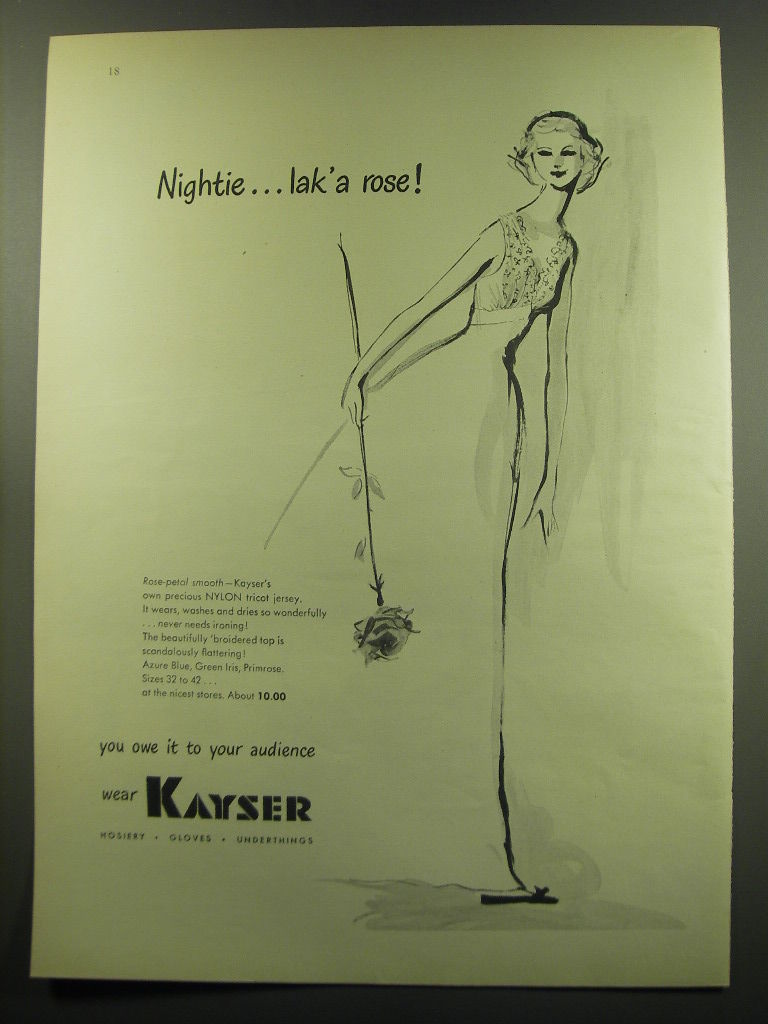 18
Nightie...lak'a rose!
Rose-petal smooth—Kayser's
own precious NYLON tricot jersey.
It wears, washes and dries so wonderfully
...never needs ironing!
The beautifully 'broidered top is
scandalously flattering!
Azure Blue, Green Iris, Primrose.
Sizes 32 to 42...
at the nicest stores. About 10.00
you owe it to your audience
wear KAYSER
HOSIERY • GLOVES • UNDERTHINGS